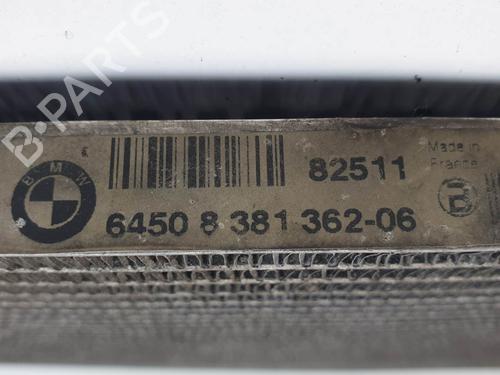 B-PARTS
BMW
82511
Made in
France
6450 8 381 362-06